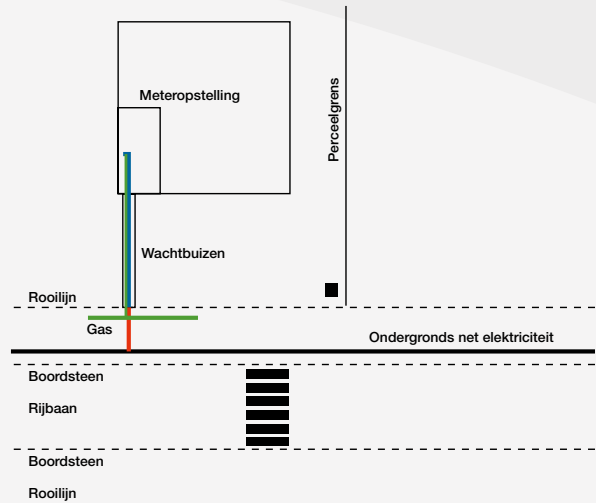 Meteropstelling
Perceelgrens
Wachtbuizen
Rooilijn
Gas
Ondergronds net elektriciteit
Boordsteen
Rijbaan
Boordsteen
Rooilijn